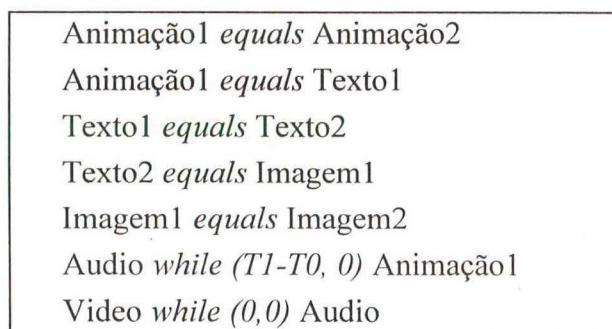 Animação1 equals Animação2
Animação1 equals Texto1
Texto1 equals Texto2
Texto2 equals Imagem1
Imagem1 equals Imagem2
Audio while (T1-T0, 0) Animação1
Video while (0,0) Audio